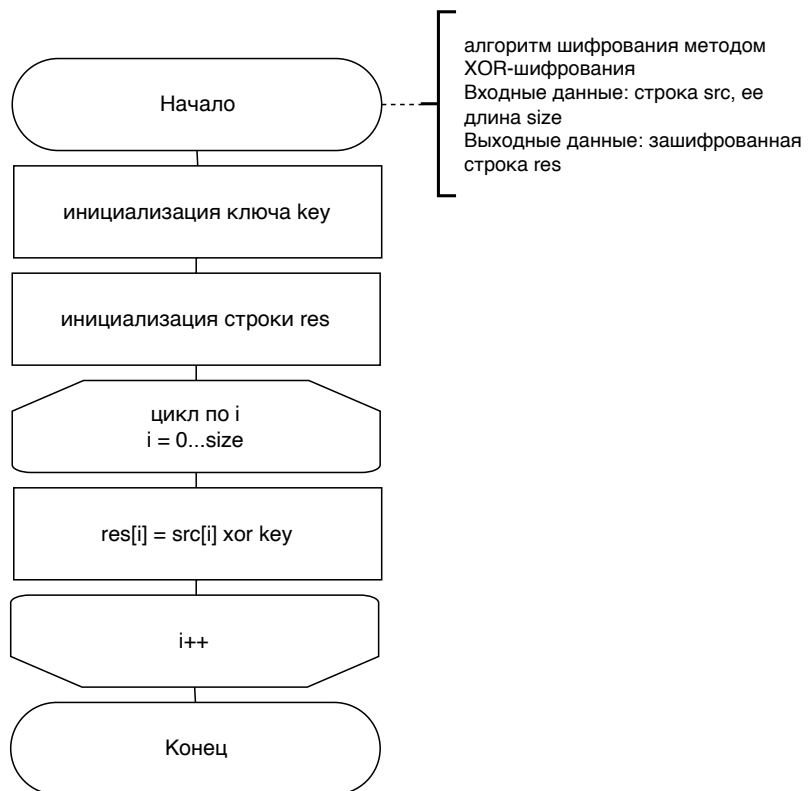 алгоритм шифрования методом
XOR-шифрования
Входные данные: строка src, ее
длина size
Выходные данные: зашифрованная
строка res
Начало
инициализация ключа key
инициализация строки res
цикл по i
i = 0...size
res[i] = src[i] xor key
i++
Конец